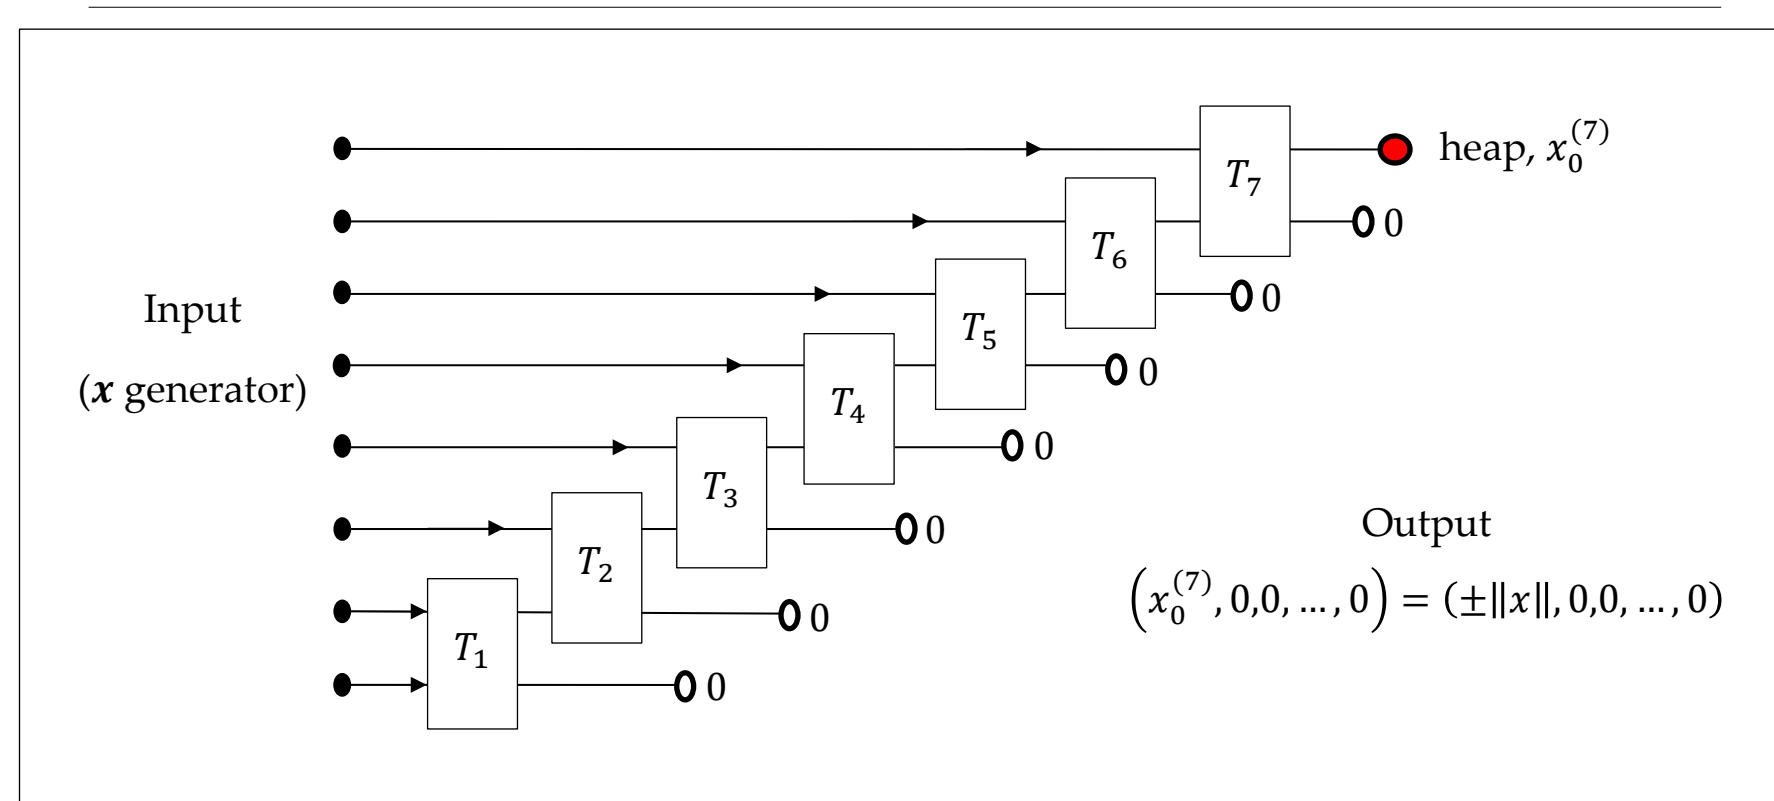 heap, x₀⁽⁷⁾
T₇
0
T₆
0
Input
T₅
0
(x generator)
T₄
0
T₃
0
Output
T₂
(x₀⁽⁷⁾, 0,0, …, 0) = (±‖x‖, 0,0, …, 0)
0
T₁
0